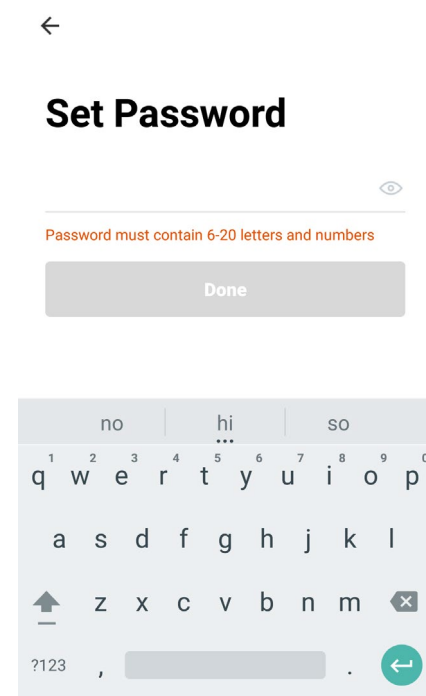 Set Password
Password must contain 6-20 letters and numbers
Done
no hi so
1 2 3 4 5 6 7 8 9 0
q w e r t y u i o p
a s d f g h j k l
z x c v b n m
?123 , .